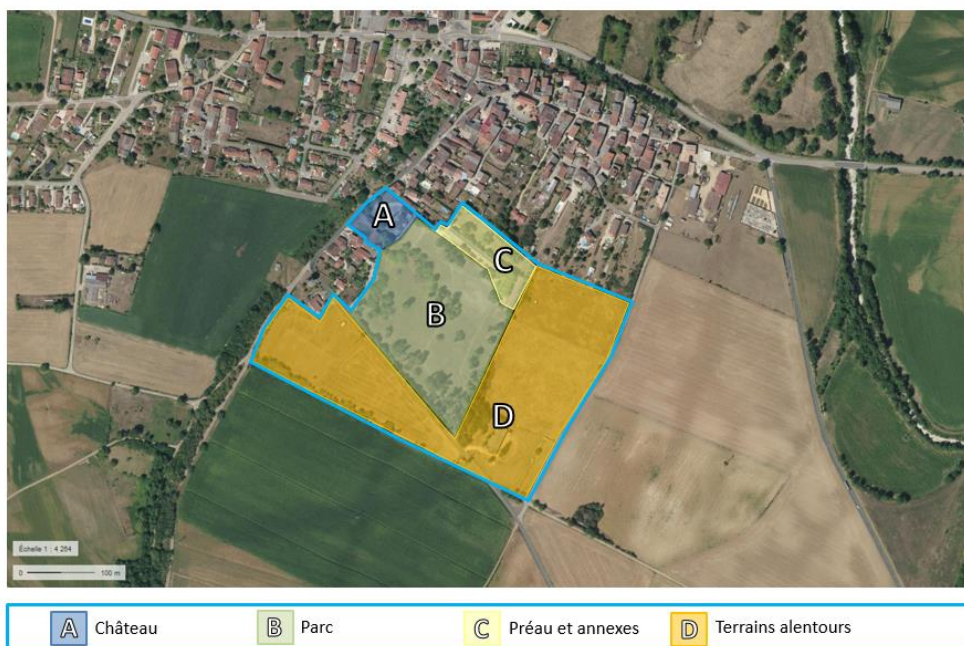 A
C
B
D
Échelle 1 : 4 264
0 100 m
A Château B Parc C Préau et annexes D Terrains alentours